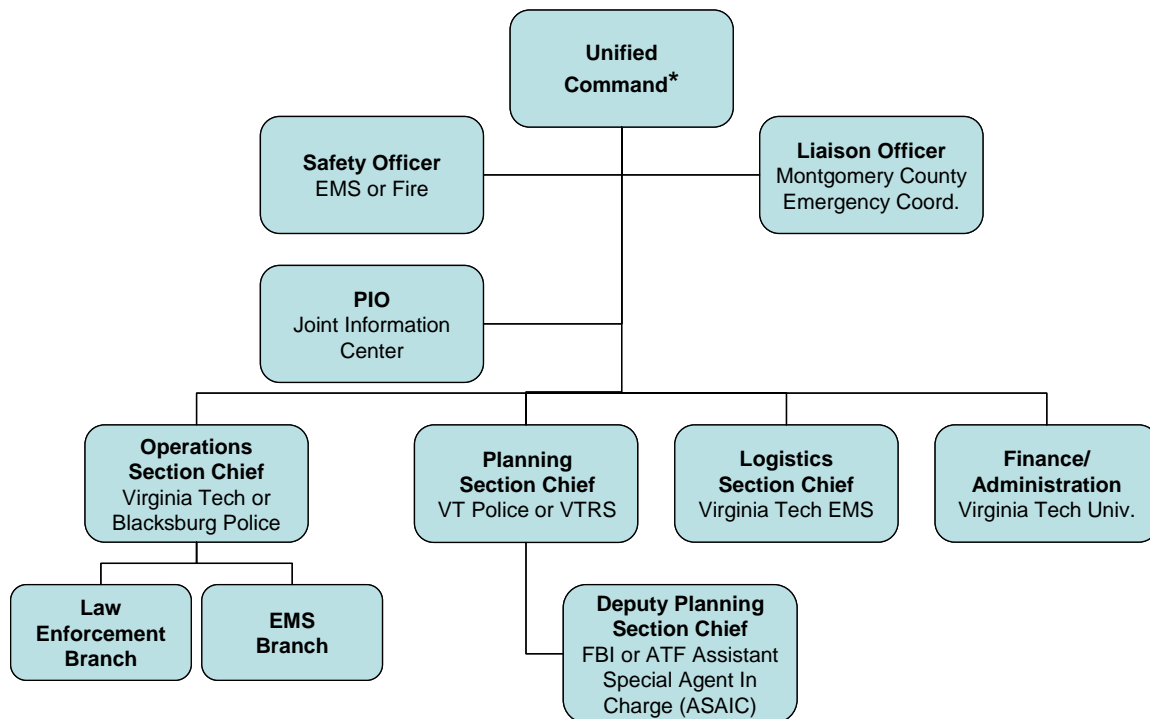 Unified
Command*
Safety Officer
EMS or Fire
Liaison Officer
Montgomery County
Emergency Coord.
PIO
Joint Information
Center
Operations
Section Chief
Virginia Tech or
Blacksburg Police
Planning
Section Chief
VT Police or VTRS
Logistics
Section Chief
Virginia Tech EMS
Finance/
Administration
Virginia Tech Univ.
Law
Enforcement
Branch
EMS
Branch
Deputy Planning
Section Chief
FBI or ATF Assistant
Special Agent In
Charge (ASAIC)